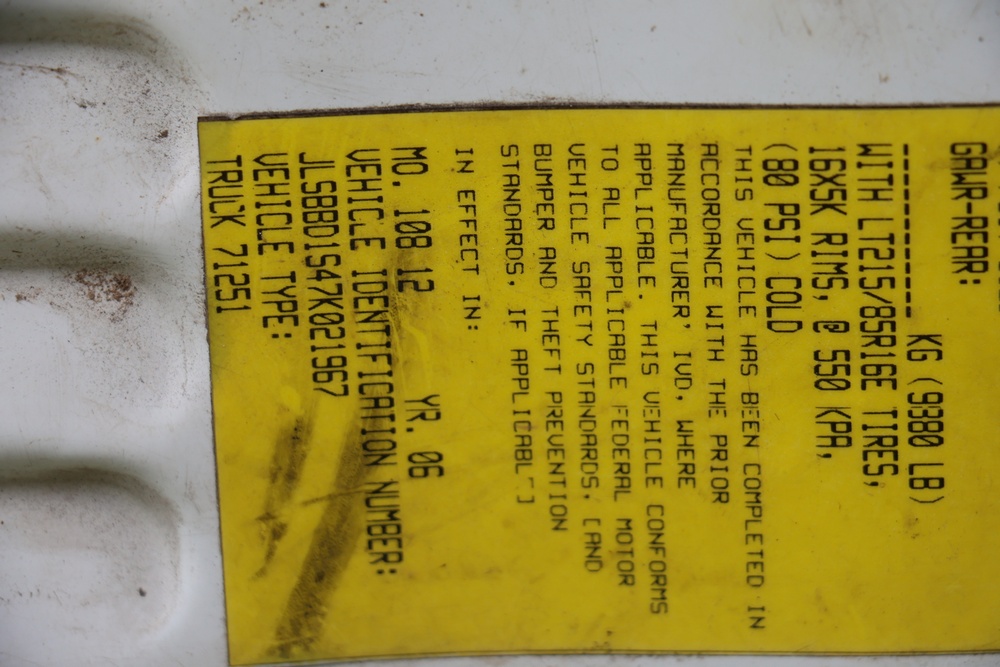 GAWR-REAR:
---------- KG (9380 LB)
WITH LT215/85R16E TIRES,
16X5K RIMS, @ 550 KPA,
(80 PSI) COLD
THIS VEHICLE HAS BEEN COMPLETED IN
ACCORDANCE WITH THE PRIOR
MANUFACTURER' IVD, WHERE
APPLICABLE. THIS VEHICLE CONFORMS
TO ALL APPLICABLE FEDERAL MOTOR
VEHICLE SAFETY STANDARDS, [AND
BUMPER AND THEFT PREVENTION
STANDARDS, IF APPLICABL"]
IN EFFECT IN:
MO. 108 12 YR. 06
VEHICLE IDENTIFICATION NUMBER:
JLSBBD1S47K021967
VEHICLE TYPE:
TRUCK 71251